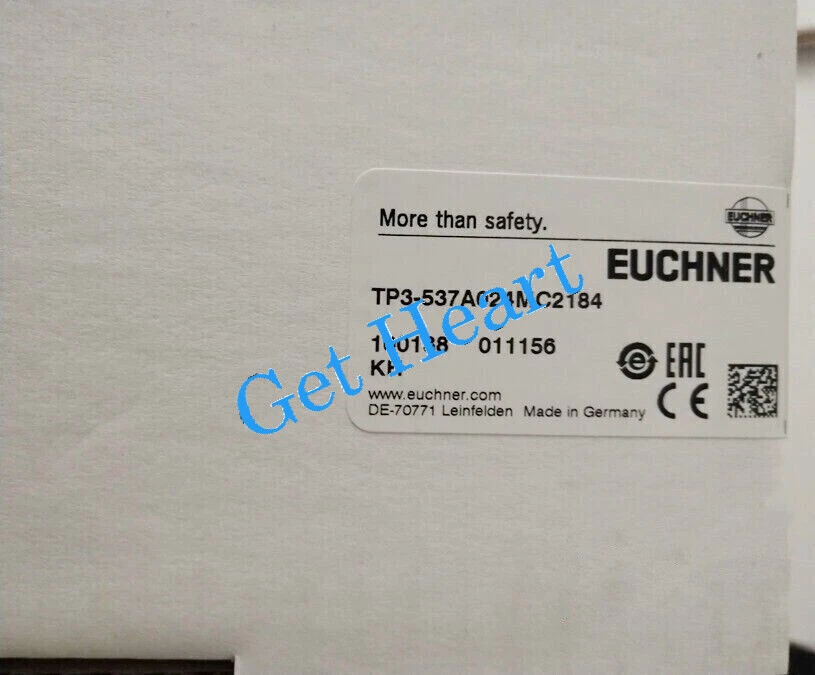 More than safety.
EUCHNER
EUCHNER
TP3-537A024MC2184
100138 011156
EAC
CE
www.euchner.com
DE-70771 Leinfelden Made in Germany
Get Heart